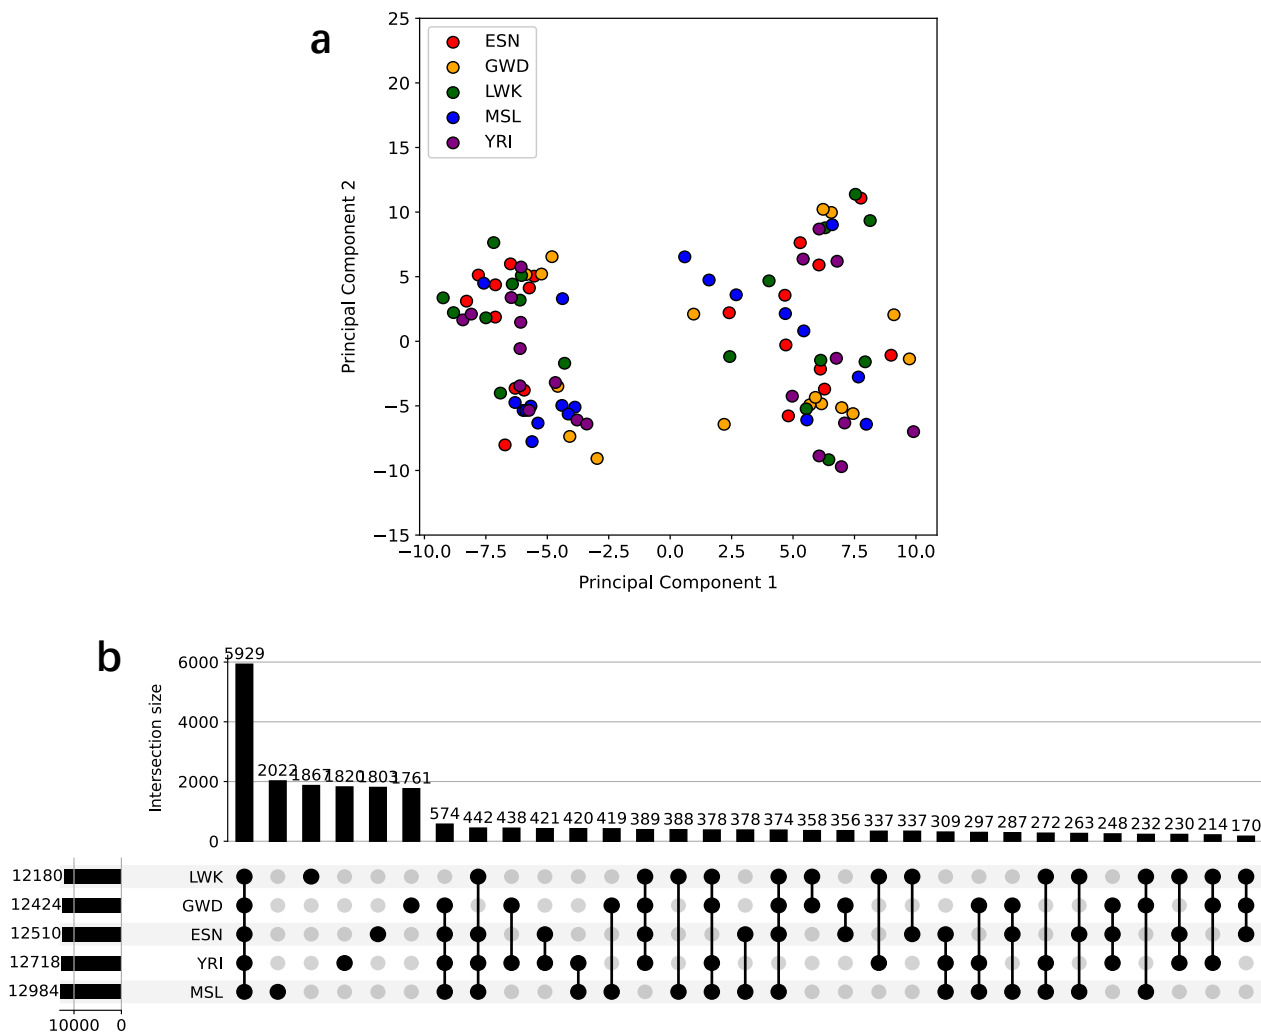 a
25
20
15
10
5
0
−5
−10
−15
Principal Component 2
ESN
GWD
LWK
MSL
YRI
−10.0 −7.5 −5.0 −2.5 0.0 2.5 5.0 7.5 10.0
Principal Component 1
b
6000
4000
2000
0
Intersection size
5929 2022 1867 1820 1803 1761 574 442 438 421 420 419 389 388 378 378 374 358 356 337 337 309 297 287 272 263 248 232 230 214 170
12180 LWK
12424 GWD
12510 ESN
12718 YRI
12984 MSL
10000 0